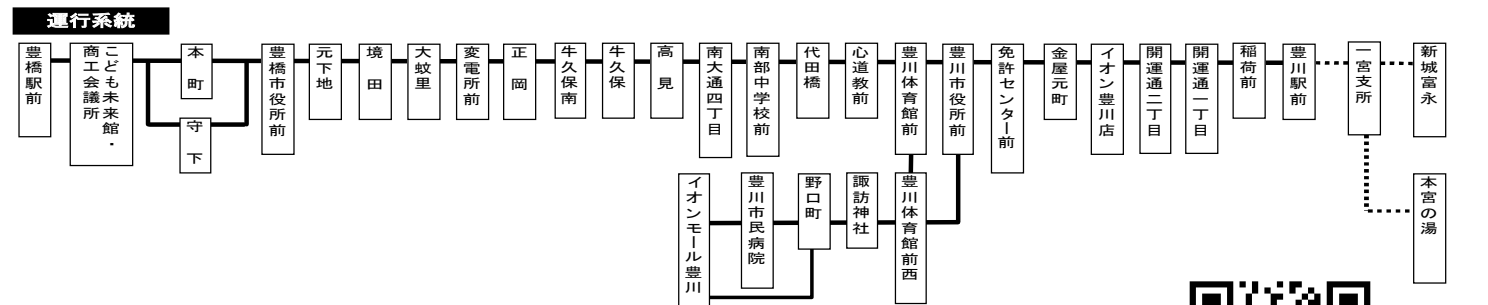 運行系統
豊橋駅前
こども未来館・
商工会議所
本町
守下
豊橋市役所前
元下地
境田
大蚊里
変電所前
正岡
牛久保南
牛久保
高見
南大通四丁目
南部中学校前
代田橋
心道教前
豊川体育館前
豊川市役所前
免許センター前
金屋元町
イオン豊川店
開運通二丁目
開運通一丁目
稲荷前
豊川駅前
一宮支所
新城富永
イオンモール豊川
豊川市民病院
野口町
諏訪神社
豊川体育館前西
本宮の湯